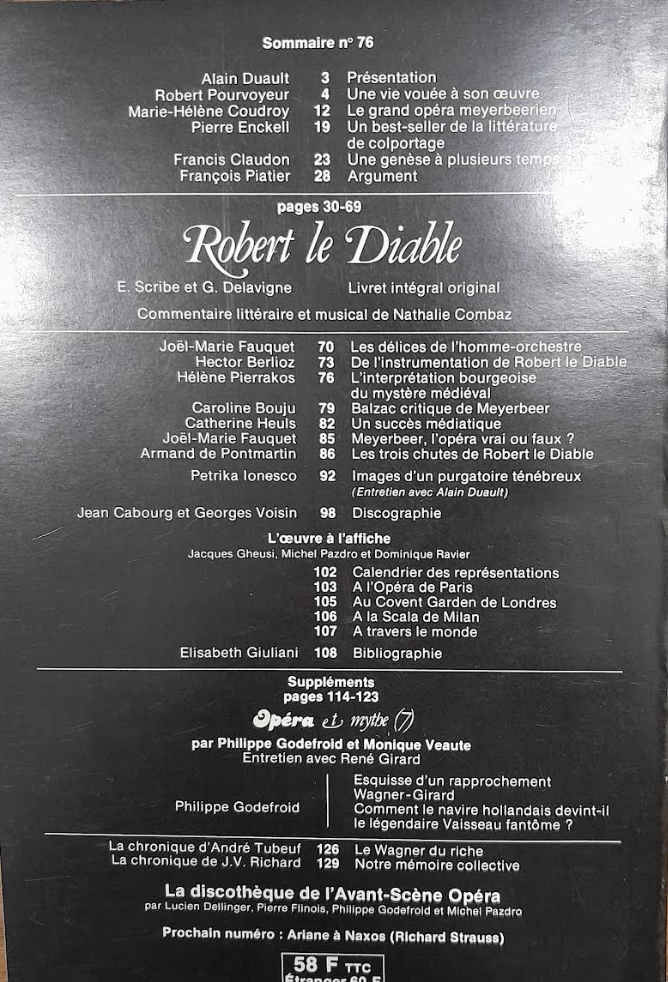 Sommaire n° 76
Alain Duault 3 Présentation
Robert Pourvoyeur 4 Une vie vouée à son œuvre
Marie-Hélène Coudroy 12 Le grand opéra meyerbeerien
Pierre Enckell 19 Un best-seller de la littérature
de colportage
Francis Claudon 23 Une genèse à plusieurs temps
François Piatier 28 Argument
pages 30-69
Robert le Diable
E. Scribe et G. Delavigne Livret intégral original
Commentaire littéraire et musical de Nathalie Combaz
Joël-Marie Fauquet 70 Les délices de l'homme-orchestre
Hector Berlioz 73 De l'instrumentation de Robert le Diable
Hélène Pierrakos 76 L'interprétation bourgeoise
du mystère médiéval
Caroline Bouju 79 Balzac critique de Meyerbeer
Catherine Heuls 82 Un succès médiatique
Joël-Marie Fauquet 85 Meyerbeer, l'opéra vrai ou faux ?
Armand de Pontmartin 86 Les trois chutes de Robert le Diable
Petrika Ionesco 92 Images d'un purgatoire ténébreux
(Entretien avec Alain Duault)
Jean Cabourg et Georges Voisin 98 Discographie
L'œuvre à l'affiche
Jacques Gheusi, Michel Pazdro et Dominique Ravier
102 Calendrier des représentations
103 A l'Opéra de Paris
105 Au Covent Garden de Londres
106 A la Scala de Milan
107 A travers le monde
Elisabeth Giuliani 108 Bibliographie
Suppléments
pages 114-123
Opéra et mythe (7)
par Philippe Godefroid et Monique Veaute
Entretien avec René Girard
Esquisse d'un rapprochement
Wagner-Girard
Philippe Godefroid Comment le navire hollandais devint-il
le légendaire Vaisseau fantôme ?
La chronique d'André Tubeuf 126 Le Wagner du riche
La chronique de J.V. Richard 129 Notre mémoire collective
La discothèque de l'Avant-Scène Opéra
par Lucien Dellinger, Pierre Flinois, Philippe Godefroid et Michel Pazdro
Prochain numéro : Ariane à Naxos (Richard Strauss)
58 F TTC
Étranger 60 F